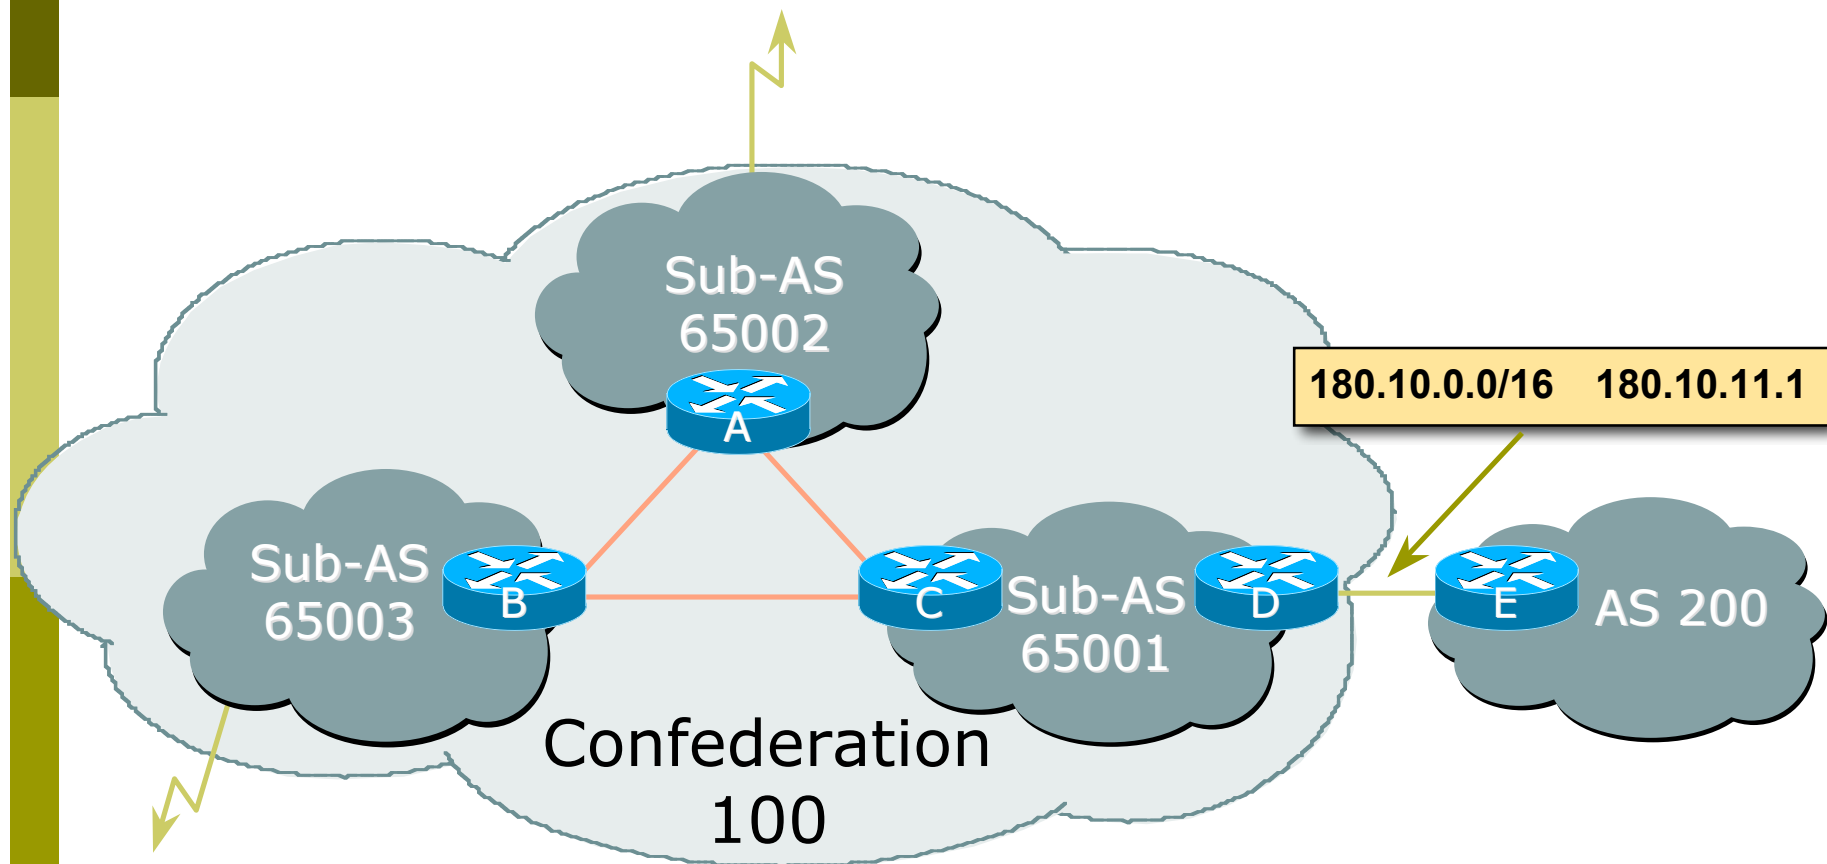 Sub-AS
65002
180.10.0.0/16 180.10.11.1
A
Sub-AS
65003
B
C
Sub-AS
65001
D
E
AS 200
Confederation
100